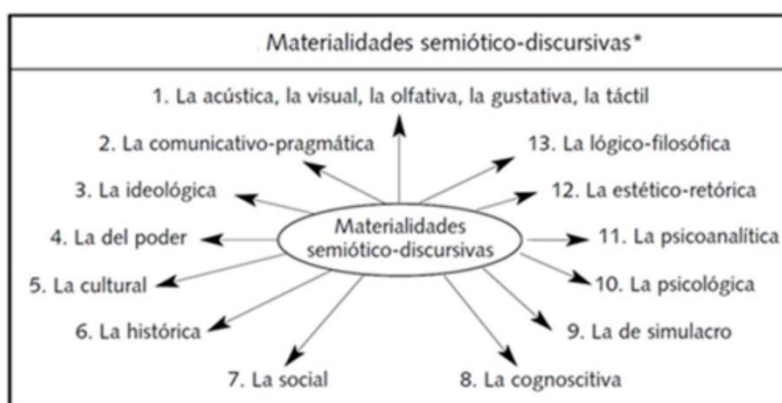 Materialidades semiótico-discursivas*
1. La acústica, la visual, la olfativa, la gustativa, la táctil
2. La comunicativo-pragmática
3. La ideológica
4. La del poder
5. La cultural
6. La histórica
7. La social
8. La cognoscitiva
9. La de simulacro
10. La psicológica
11. La psicoanalítica
12. La estético-retórica
13. La lógico-filosófica
Materialidades
semiótico-discursivas